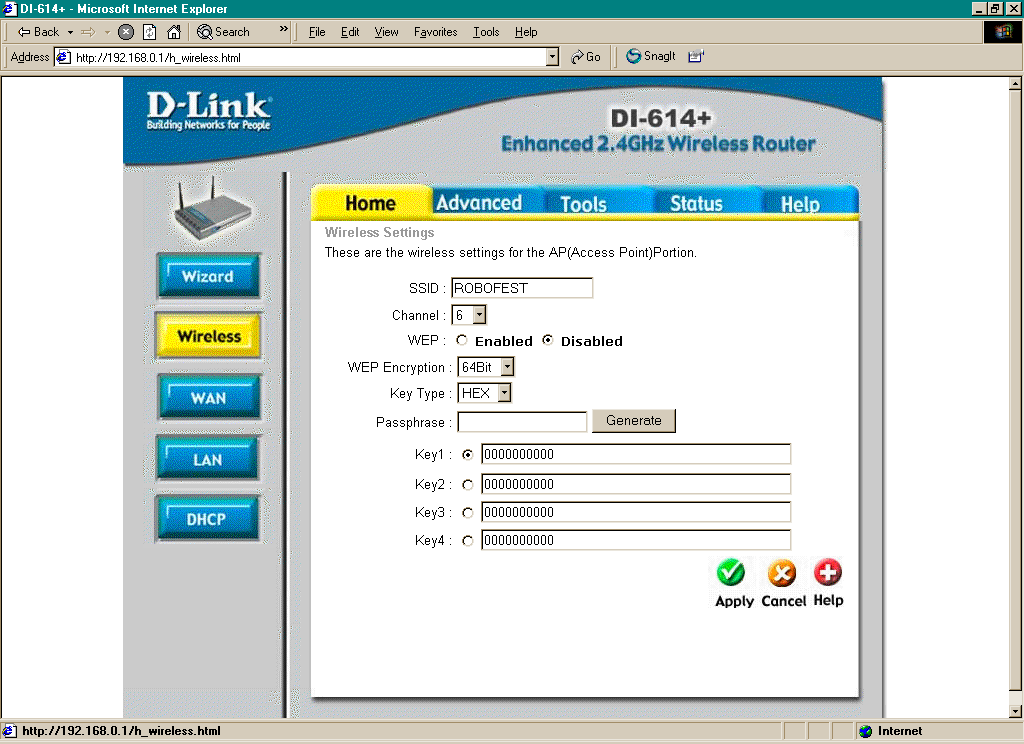 DI-614+ - Microsoft Internet Explorer
Back Search » File Edit View Favorites Tools Help
Address http://192.168.0.1/h_wireless.html Go SnagIt
D-Link
Building Networks for People
DI-614+
Enhanced 2.4GHz Wireless Router
Home Advanced Tools Status Help
Wizard
Wireless
WAN
LAN
DHCP
Wireless Settings
These are the wireless settings for the AP(Access Point)Portion.
SSID : ROBOFEST
Channel : 6
WEP : Enabled Disabled
WEP Encryption : 64Bit
Key Type : HEX
Passphrase : Generate
Key1 : 0000000000
Key2 : 0000000000
Key3 : 0000000000
Key4 : 0000000000
Apply Cancel Help
http://192.168.0.1/h_wireless.html Internet